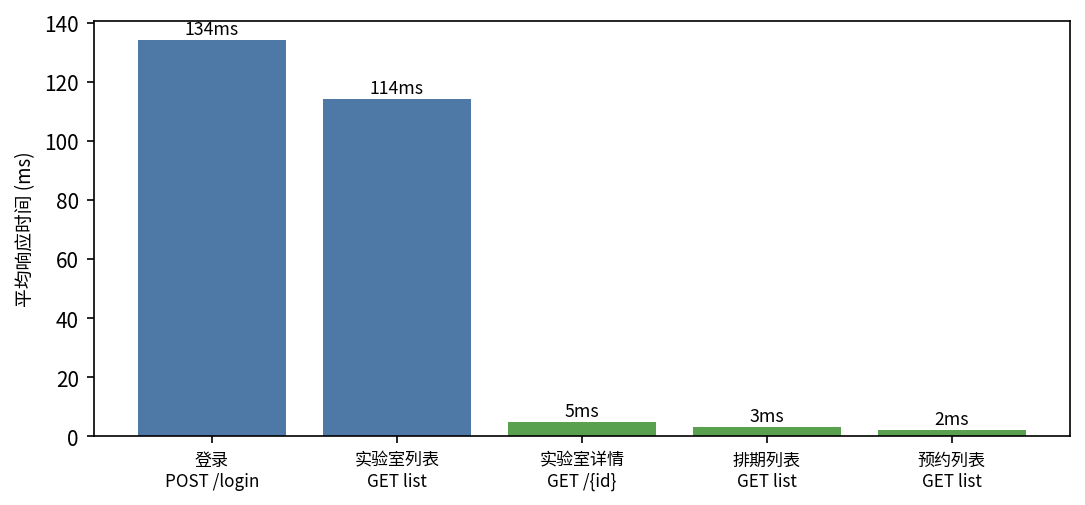 平均响应时间 (ms)
140
120
100
80
60
40
20
0
134ms
114ms
5ms
3ms
2ms
登录
POST /login
实验室列表
GET list
实验室详情
GET /{id}
排期列表
GET list
预约列表
GET list